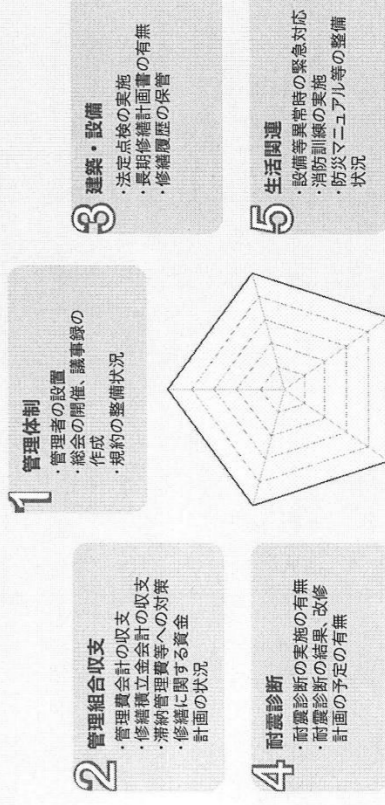 1 管理体制
・管理者の設置
・総会の開催、議事録の
作成
・規約の整備状況
2 管理組合収支
・管理費会計の収支
・修繕積立金会計の収支
・滞納管理費等への対策
・修繕に関する資金
計画の状況
3 建築・設備
・法定点検の実施
・長期修繕計画書の有無
・修繕履歴の保管
4 耐震診断
・耐震診断の実施の有無
・耐震診断の結果、改修
計画の予定の有無
5 生活関連
・設備等異常時の緊急対応
・消防訓練の実施
・防災マニュアル等の整備
状況